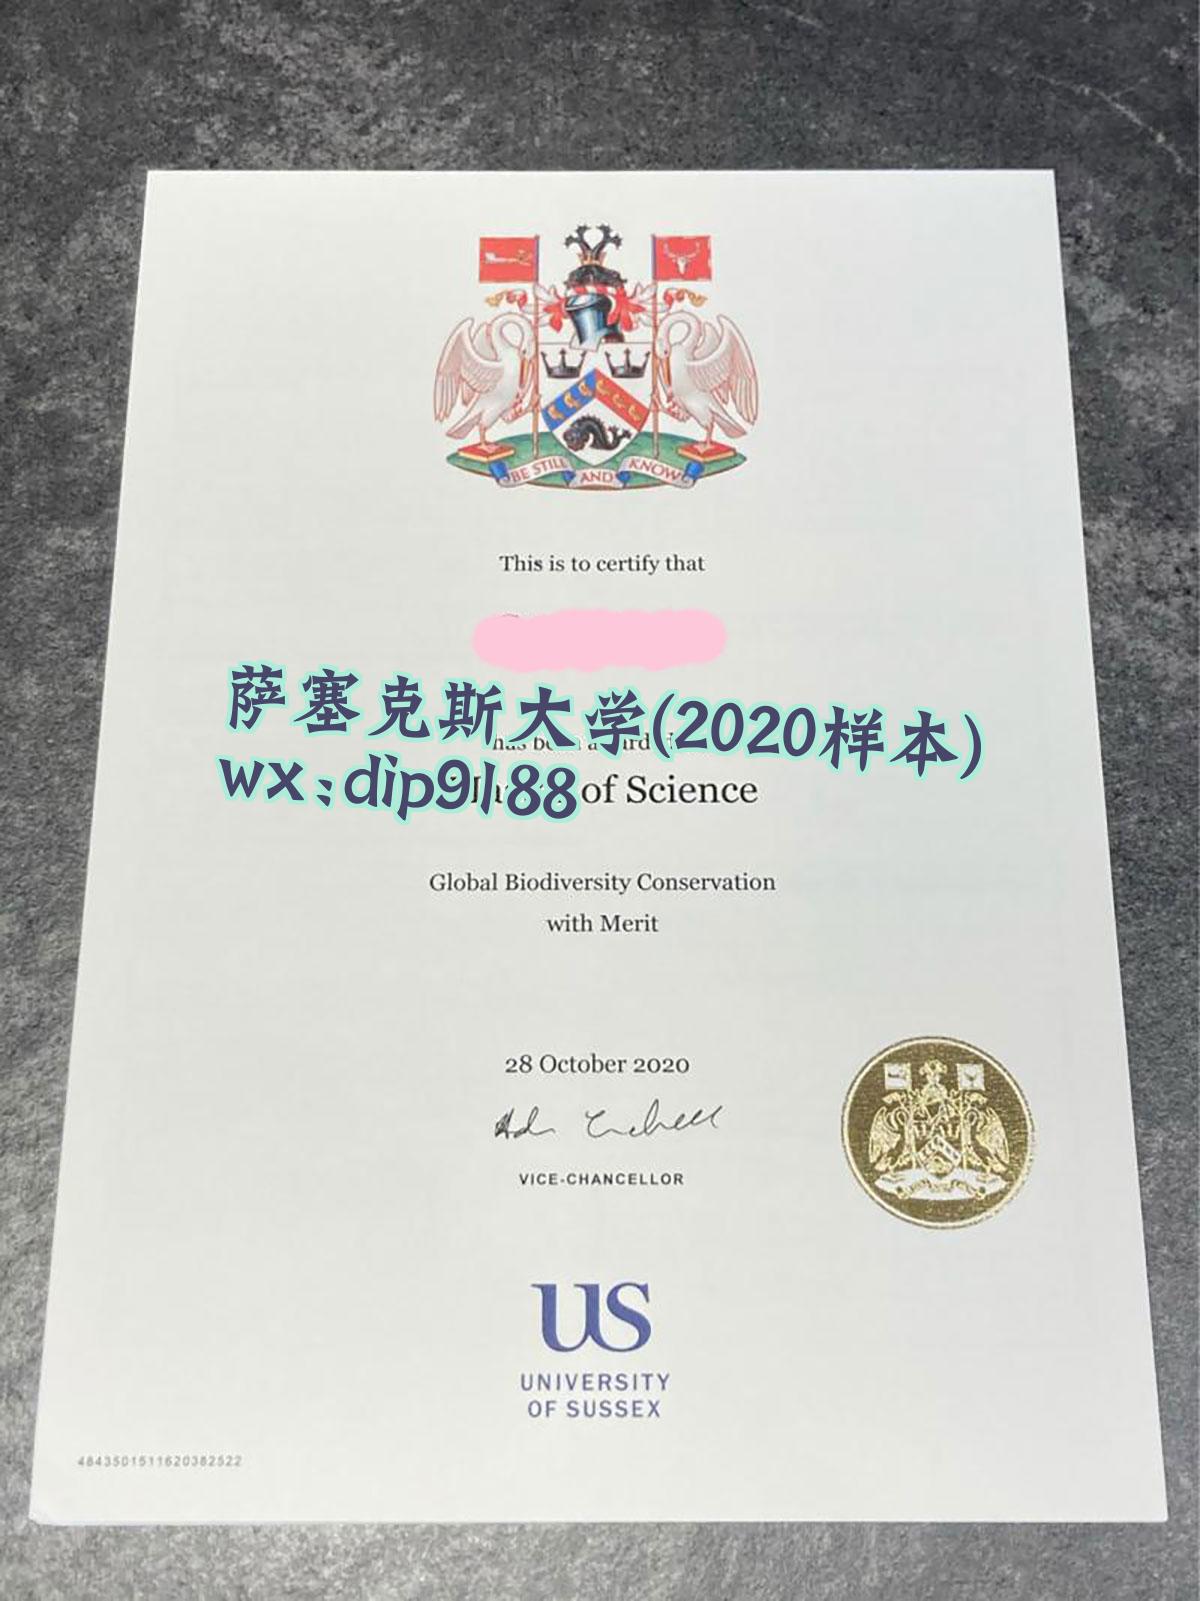 BE STILL AND KNOW
This is to certify that
萨塞克斯大学(2020样本)
wx:dip9188
of Science
Global Biodiversity Conservation
with Merit
28 October 2020
VICE-CHANCELLOR
US
UNIVERSITY
OF SUSSEX
4843501511620382522